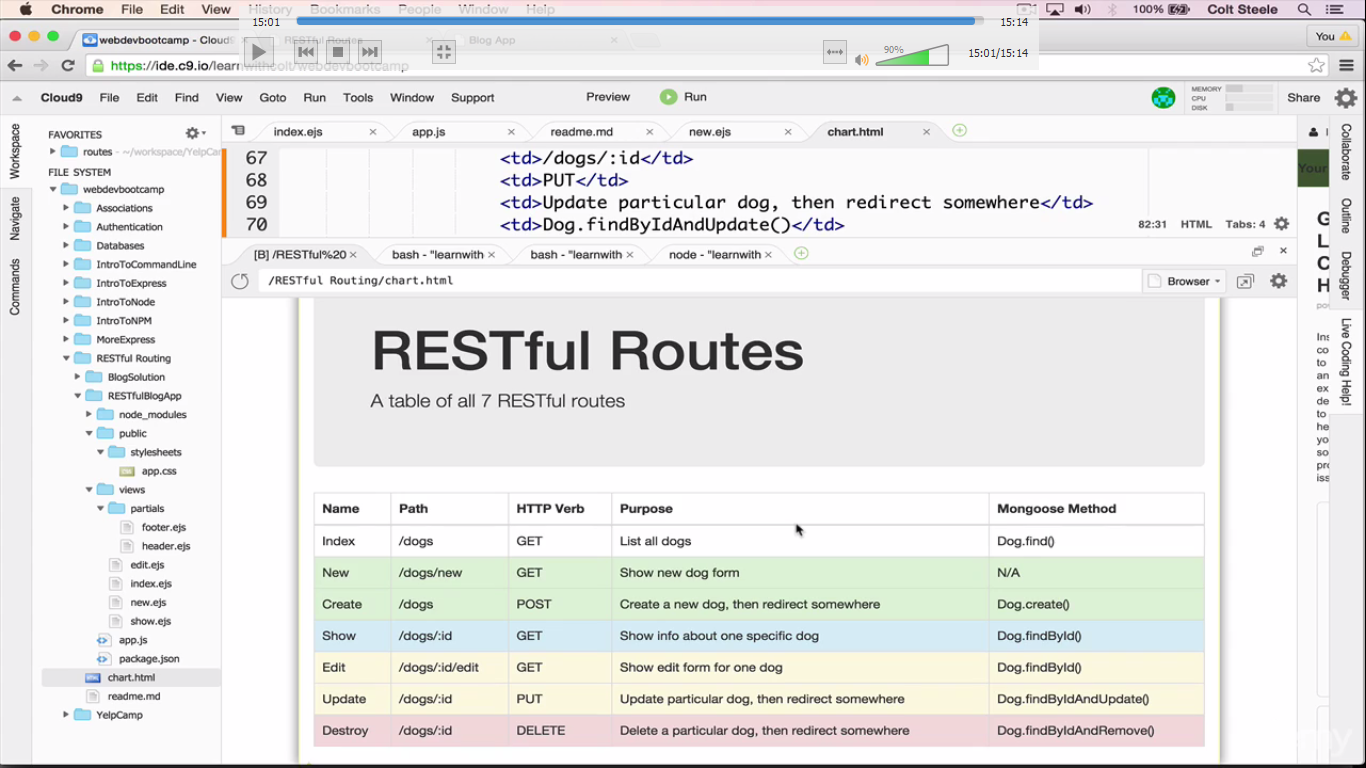 Chrome File Edit View History Bookmarks People Window Help 100% Colt Steele
15:01 15:14
90% 15:01/15:14
webdevbootcamp - Cloud9 RESTful Routes Blog App You
https://ide.c9.io/learnwithcolt/webdevbootcamp
Cloud9 File Edit Find View Goto Run Tools Window Support Preview Run MEMORY CPU DISK Share
index.ejs app.js readme.md new.ejs chart.html
Workspace
Navigate
Commands
FAVORITES
routes - ~/workspace/YelpCam
FILE SYSTEM
webdevbootcamp
Associations
Authentication
Databases
IntroToCommandLine
IntroToExpress
IntroToNode
IntroToNPM
MoreExpress
RESTful Routing
BlogSolution
RESTfulBlogApp
node_modules
public
stylesheets
app.css
views
partials
footer.ejs
header.ejs
edit.ejs
index.ejs
new.ejs
show.ejs
app.js
package.json
chart.html
readme.md
YelpCamp
67 <td>/dogs/:id</td>
68 <td>PUT</td>
69 <td>Update particular dog, then redirect somewhere</td>
70 <td>Dog.findByIdAndUpdate()</td>
82:31 HTML Tabs: 4
[B] /RESTful%20 bash - "learnwith bash - "learnwith node - "learnwith
/RESTful Routing/chart.html Browser
RESTful Routes
A table of all 7 RESTful routes
Name Path HTTP Verb Purpose Mongoose Method
Index /dogs GET List all dogs Dog.find()
New /dogs/new GET Show new dog form N/A
Create /dogs POST Create a new dog, then redirect somewhere Dog.create()
Show /dogs/:id GET Show info about one specific dog Dog.findById()
Edit /dogs/:id/edit GET Show edit form for one dog Dog.findById()
Update /dogs/:id PUT Update particular dog, then redirect somewhere Dog.findByIdAndUpdate()
Destroy /dogs/:id DELETE Delete a particular dog, then redirect somewhere Dog.findByIdAndRemove()
Your
Collaborate
Outline
Debugger
Live Coding Help!